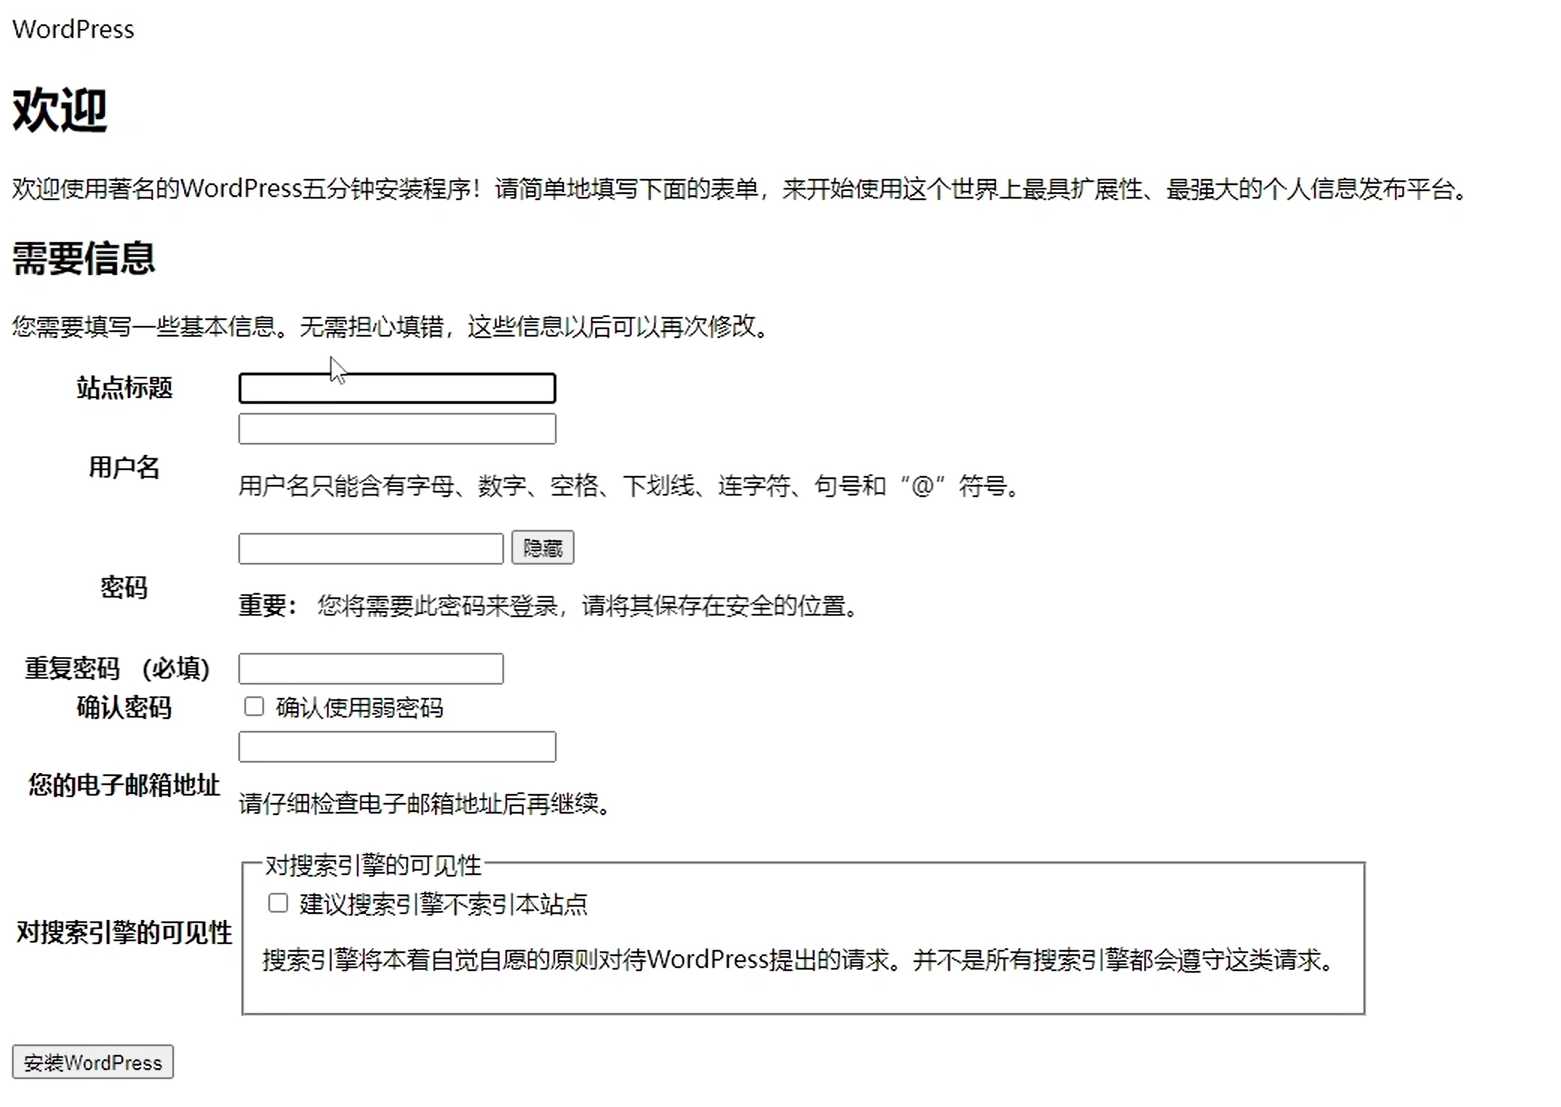 WordPress
欢迎
欢迎使用著名的WordPress五分钟安装程序！请简单地填写下面的表单，来开始使用这个世界上最具扩展性、最强大的个人信息发布平台。
需要信息
您需要填写一些基本信息。无需担心填错，这些信息以后可以再次修改。
站点标题
用户名
用户名只能含有字母、数字、空格、下划线、连字符、句号和“@”符号。
隐藏
密码
重要： 您将需要此密码来登录，请将其保存在安全的位置。
重复密码 （必填）
确认密码 确认使用弱密码
您的电子邮箱地址
请仔细检查电子邮箱地址后再继续。
对搜索引擎的可见性
建议搜索引擎不索引本站点
对搜索引擎的可见性
搜索引擎将本着自觉自愿的原则对待WordPress提出的请求。并不是所有搜索引擎都会遵守这类请求。
安装WordPress